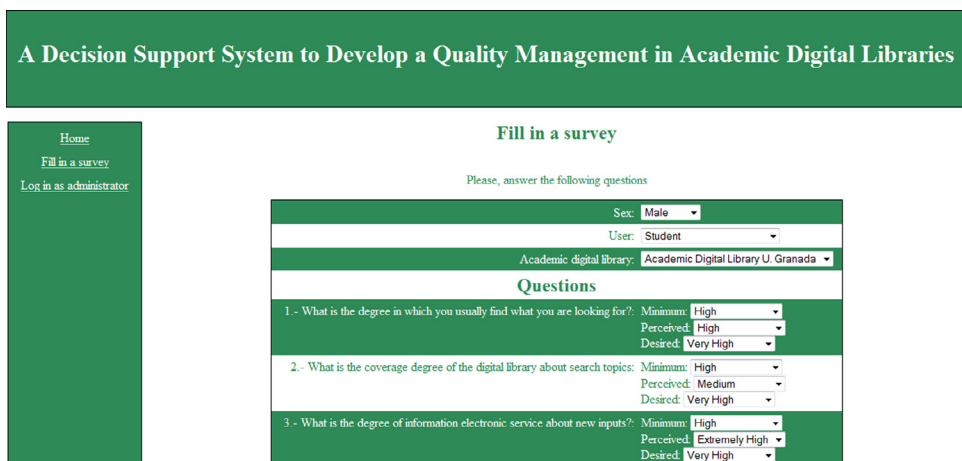 A Decision Support System to Develop a Quality Management in Academic Digital Libraries
Home
Fill in a survey
Log in as administrator
Fill in a survey
Please, answer the following questions
Sex: Male
User: Student
Academic digital library: Academic Digital Library U. Granada
Questions
1.- What is the degree in which you usually find what you are looking for?: Minimum: High
Perceived: High
Desired: Very High
2.- What is the coverage degree of the digital library about search topics: Minimum: High
Perceived: Medium
Desired: Very High
3.- What is the degree of information electronic service about new inputs?: Minimum: High
Perceived: Extremely High
Desired: Very High